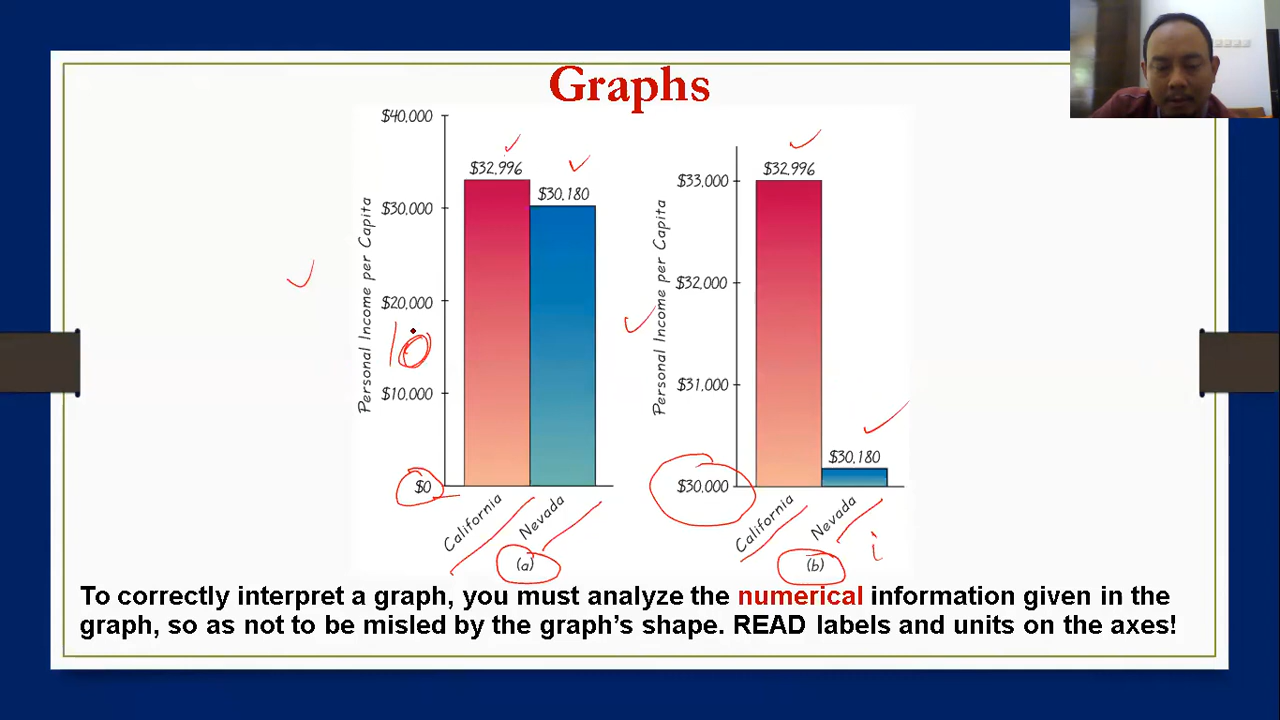 Graphs
$40,000
$30,000
$20,000
$10,000
$0
Personal Income per Capita
$32,996
$30,180
California
Nevada
(a)
10
$33,000
$32,000
$31,000
$30,000
Personal Income per Capita
$32,996
$30,180
California
Nevada
(b)
i
To correctly interpret a graph, you must analyze the numerical information given in the
graph, so as not to be misled by the graph's shape. READ labels and units on the axes!